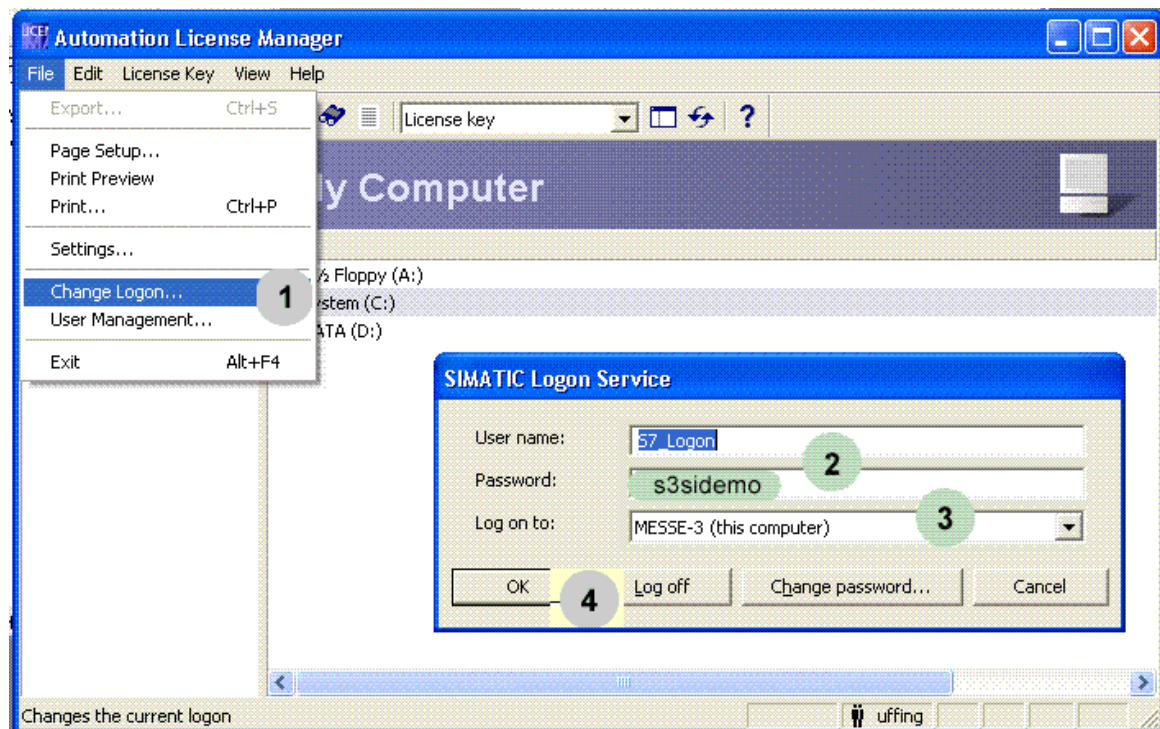 Automation License Manager
File Edit License Key View Help
Export... Ctrl+S
Page Setup...
Print Preview
Print... Ctrl+P
Settings...
Change Logon... 1
User Management...
Exit Alt+F4
License key ?
y Computer
½ Floppy (A:)
ystem (C:)
ATA (D:)
SIMATIC Logon Service
User name: S7_Logon 2
Password: s3sidemo
Log on to: MESSE-3 (this computer) 3
OK 4 Log off Change password... Cancel
Changes the current logon uffing